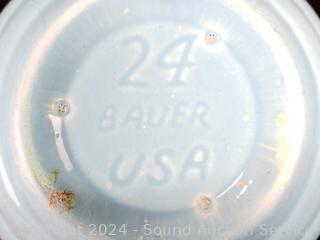 24
BAUER
USA
Copyright 2024 - Sound Auction Service